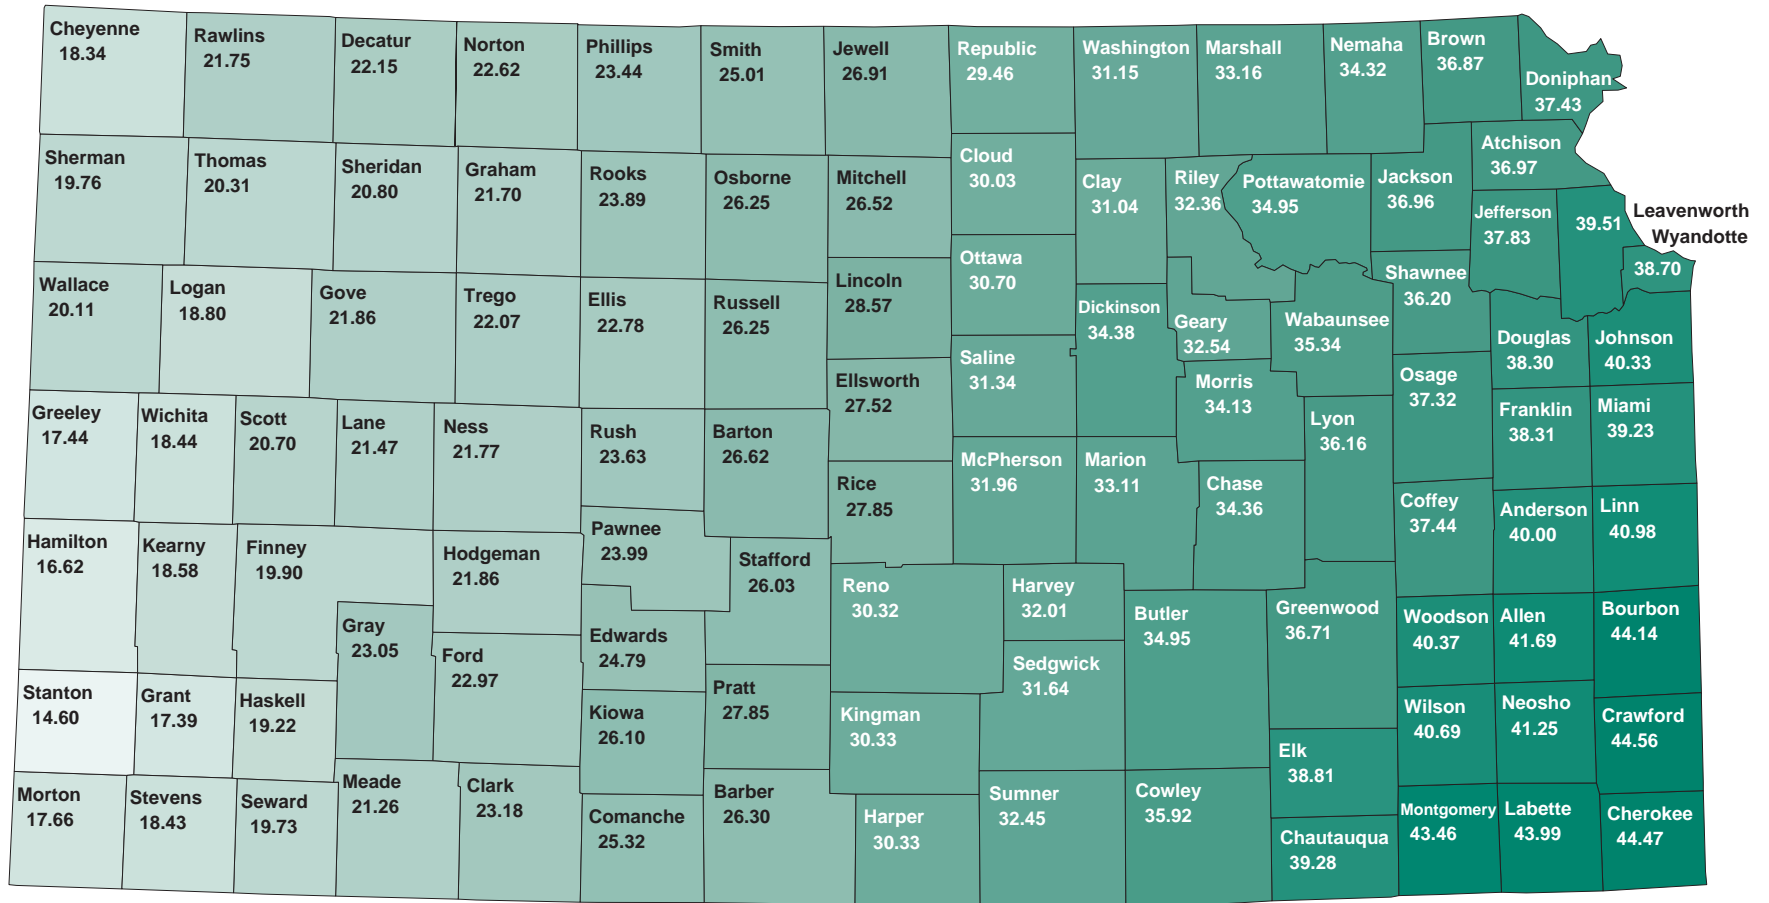 Cheyenne
18.34
Rawlins
21.75
Decatur
22.15
Norton
22.62
Phillips
23.44
Smith
25.01
Jewell
26.91
Republic
29.46
Washington
31.15
Marshall
33.16
Nemaha
34.32
Brown
36.87
Doniphan
37.43
Sherman
19.76
Thomas
20.31
Sheridan
20.80
Graham
21.70
Rooks
23.89
Osborne
26.25
Mitchell
26.52
Cloud
30.03
Clay
31.04
Riley
32.36
Pottawatomie
34.95
Jackson
36.96
Atchison
36.97
Jefferson
37.83
39.51
Leavenworth
Wyandotte
38.70
Wallace
20.11
Logan
18.80
Gove
21.86
Trego
22.07
Ellis
22.78
Russell
26.25
Lincoln
28.57
Ottawa
30.70
Dickinson
34.38
Geary
32.54
Wabaunsee
35.34
Shawnee
36.20
Douglas
38.30
Johnson
40.33
Ellsworth
27.52
Saline
31.34
Morris
34.13
Osage
37.32
Franklin
38.31
Miami
39.23
Greeley
17.44
Wichita
18.44
Scott
20.70
Lane
21.47
Ness
21.77
Rush
23.63
Barton
26.62
Rice
27.85
McPherson
31.96
Marion
33.11
Chase
34.36
Lyon
36.16
Coffey
37.44
Anderson
40.00
Linn
40.98
Hamilton
16.62
Kearny
18.58
Finney
19.90
Hodgeman
21.86
Pawnee
23.99
Stafford
26.03
Reno
30.32
Harvey
32.01
Butler
34.95
Greenwood
36.71
Woodson
40.37
Allen
41.69
Bourbon
44.14
Gray
23.05
Ford
22.97
Edwards
24.79
Sedgwick
31.64
Stanton
14.60
Grant
17.39
Haskell
19.22
Kiowa
26.10
Pratt
27.85
Kingman
30.33
Elk
38.81
Wilson
40.69
Neosho
41.25
Crawford
44.56
Morton
17.66
Stevens
18.43
Seward
19.73
Meade
21.26
Clark
23.18
Comanche
25.32
Barber
26.30
Harper
30.33
Sumner
32.45
Cowley
35.92
Chautauqua
39.28
Montgomery
43.46
Labette
43.99
Cherokee
44.47